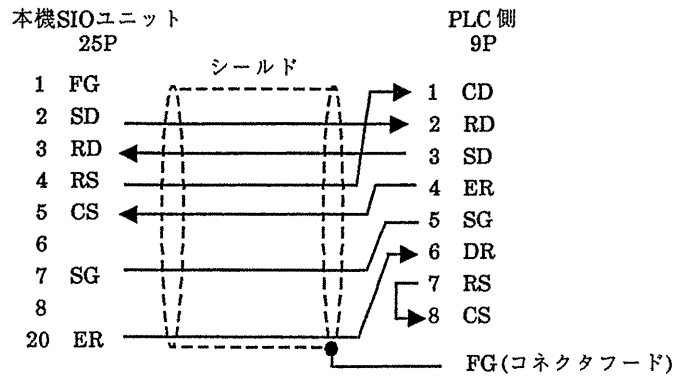 本機SIOユニット PLC側
25P 9P
シールド
1 FG 1 CD
2 SD 2 RD
3 RD 3 SD
4 RS 4 ER
5 CS 5 SG
6 6 DR
7 SG 7 RS
8 8 CS
20 ER
FG(コネクタフード)